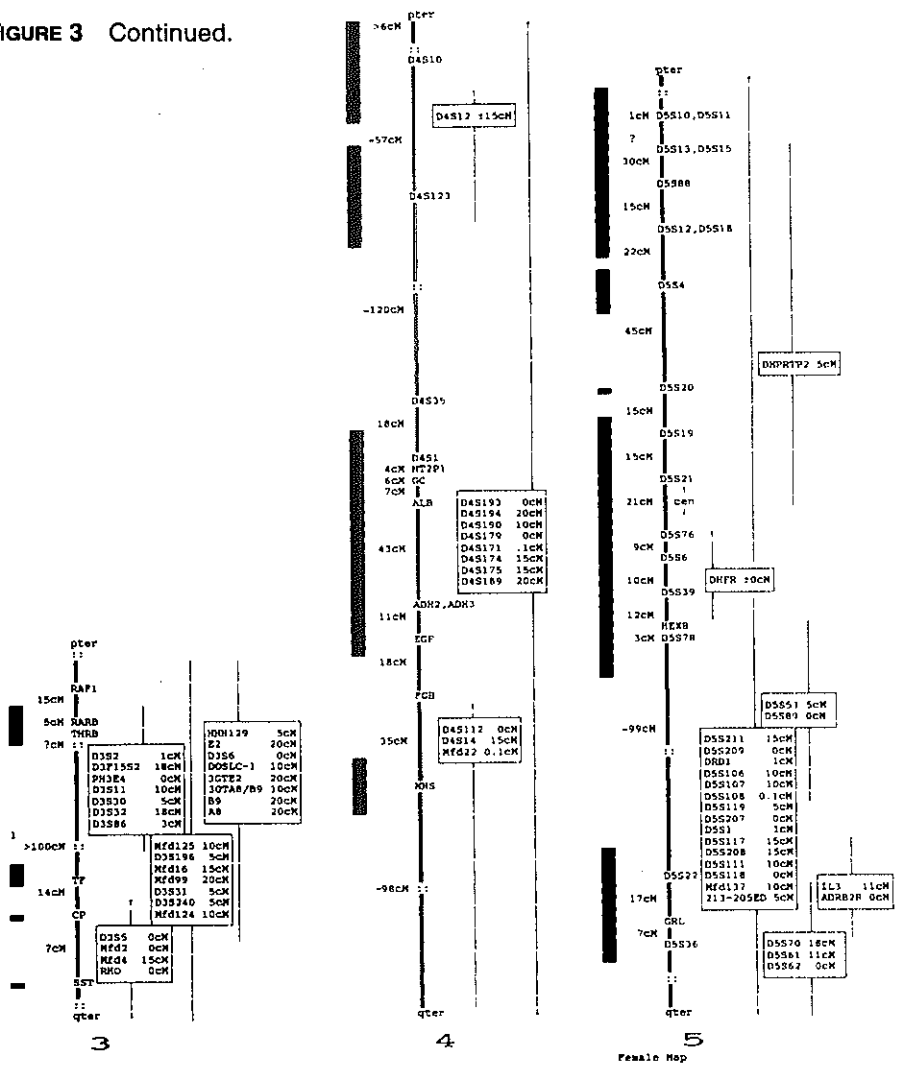 FIGURE 3 Continued.
pter
>6cM
D4S10
D4S12 ±15cM
~57cM
D4S123
~120cM
D4S35
18cM
D4S1
4cM MT2P1
6cM GC
7cM
ALB
D4S193 0cM
D4S194 20cM
D4S190 10cM
D4S179 0cM
D4S171 .1cM
D4S174 15cM
D4S175 15cM
D4S189 20cM
43cM
ADH2,ADH3
11cM
EGF
18cM
FGB
35cM
D4S112 0cM
D4S14 15cM
Mfd22 0.1cM
MNS
~98cM
qter
4
pter
1cM D5S10,D5S11
?
D5S13,D5S15
30cM
D5S88
15cM
D5S12,D5S18
22cM
D5S4
45cM
DHFRTP2 5cM
D5S20
15cM
D5S19
15cM
D5S21
21cM cen
D5S76
9cM
D5S6
10cM
DHFR ±0cM
D5S39
12cM
HEXB
3cM D5S78
D5S51 5cM
D5S89 0cM
~99cM
D5S211 15cM
D5S209 0cM
DRD1 1cM
D5S106 10cM
D5S107 10cM
D5S108 0.1cM
D5S119 5cM
D5S207 0cM
D5S1 1cM
D5S117 15cM
D5S208 15cM
D5S111 10cM
D5S118 0cM
Mfd137 10cM
213-205ED 5cM
D5S22
17cM
IL3 11cM
ADRB2R 0cM
GRL
7cM
D5S36
D5S70 18cM
D5S61 11cM
D5S62 0cM
qter
5
Female Map
pter
RAF1
15cM
5cM RARB
THRB
?cM
D3S2 1cM
D3F15S2 18cM
PH3E4 0cM
D3S11 10cM
D3S30 5cM
D3S32 18cM
D3S86 3cM
HHH129 5cM
E2 20cM
D3S6 0cM
DOSLC-1 10cM
3GTE2 20cM
3OTA8/B9 10cM
B9 20cM
A8 20cM
1
>100cM
Mfd125 10cM
D3S196 5cM
Mfd16 15cM
Mfd99 20cM
D3S31 5cM
D3S240 5cM
Mfd124 10cM
TF
14cM
CP
7cM
D3S5 0cM
Mfd2 0cM
Mfd4 15cM
RHO 0cM
SST
qter
3